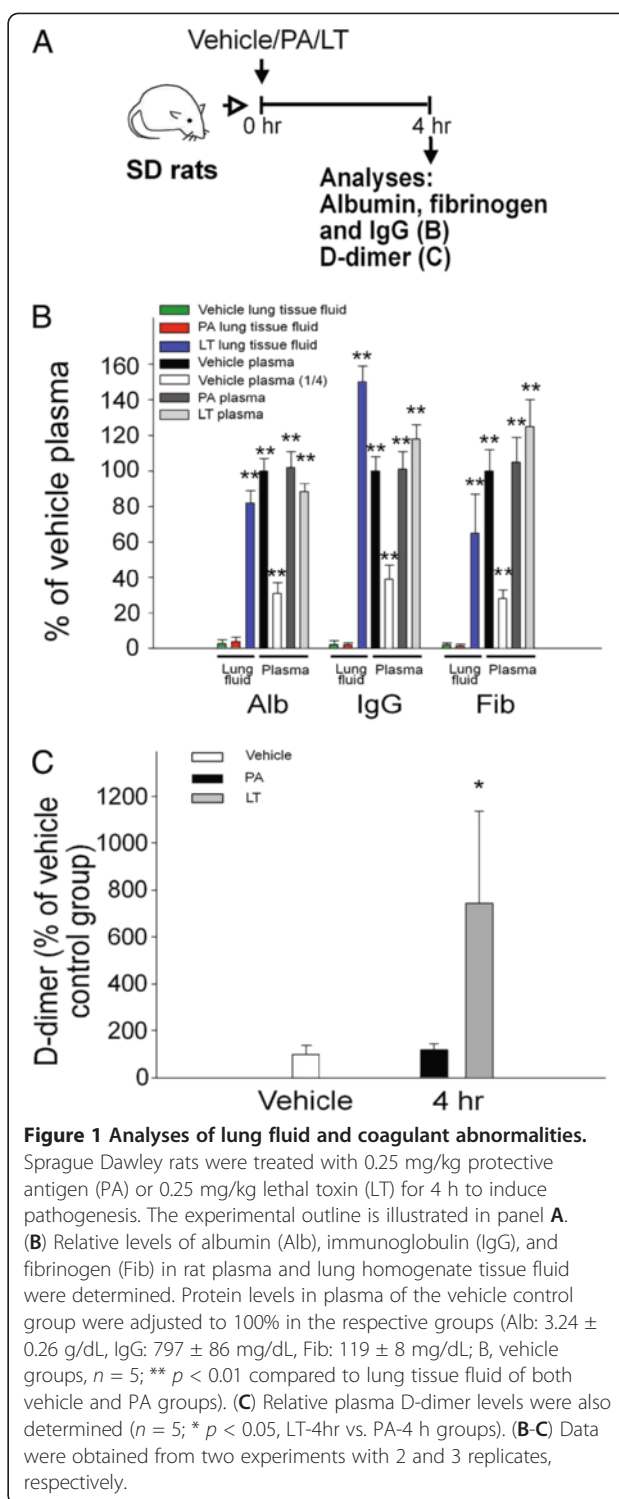 A
Vehicle/PA/LT
0 hr
4 hr
SD rats
Analyses:
Albumin, fibrinogen
and IgG (B)
D-dimer (C)
B
Vehicle lung tissue fluid
PA lung tissue fluid
LT lung tissue fluid
Vehicle plasma
Vehicle plasma (1/4)
PA plasma
LT plasma
% of vehicle plasma
160
140
120
100
80
60
40
20
0
** ** ** ** **
** ** ** ** **
** ** ** ** **
Lung fluid Plasma Lung fluid Plasma Lung fluid Plasma
Alb IgG Fib
C
Vehicle
PA
LT
D-dimer (% of vehicle
control group)
1200
1000
800
600
400
200
0
*
Vehicle 4 hr
Figure 1 Analyses of lung fluid and coagulant abnormalities.
Sprague Dawley rats were treated with 0.25 mg/kg protective
antigen (PA) or 0.25 mg/kg lethal toxin (LT) for 4 h to induce
pathogenesis. The experimental outline is illustrated in panel A.
(B) Relative levels of albumin (Alb), immunoglobulin (IgG), and
fibrinogen (Fib) in rat plasma and lung homogenate tissue fluid
were determined. Protein levels in plasma of the vehicle control
group were adjusted to 100% in the respective groups (Alb: 3.24 ±
0.26 g/dL, IgG: 797 ± 86 mg/dL, Fib: 119 ± 8 mg/dL; B, vehicle
groups, n = 5; ** p < 0.01 compared to lung tissue fluid of both
vehicle and PA groups). (C) Relative plasma D-dimer levels were also
determined (n = 5; * p < 0.05, LT-4hr vs. PA-4 h groups). (B-C) Data
were obtained from two experiments with 2 and 3 replicates,
respectively.